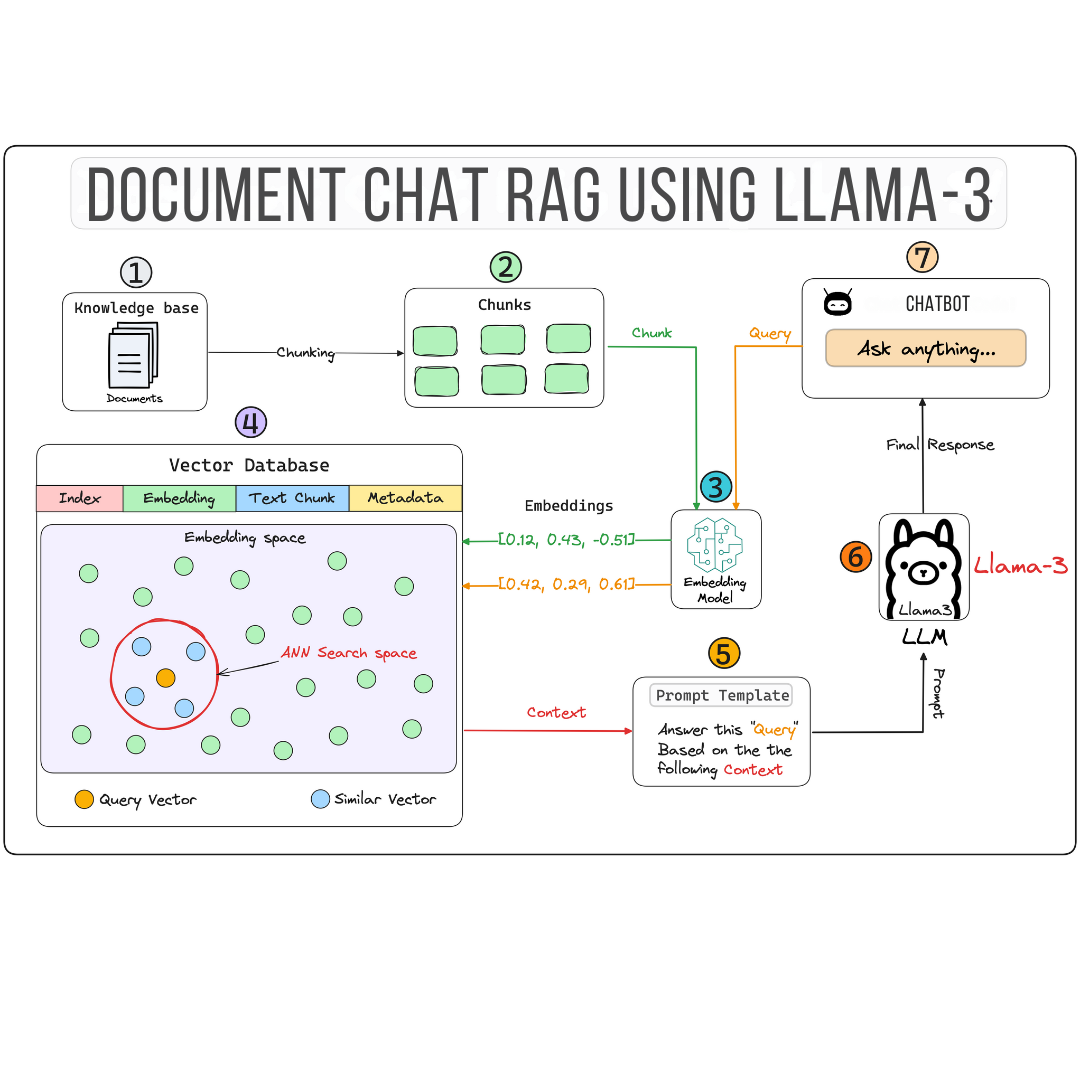 DOCUMENT CHAT RAG USING LLAMA-3
1
Knowledge base
Documents
Chunking
2
Chunks
Chunk
Query
7
CHATBOT
Ask anything...
Final Response
4
Vector Database
Index
Embedding
Text Chunk
Metadata
Embedding space
ANN Search space
Query Vector
Similar Vector
Embeddings
[0.12, 0.43, -0.51]
[0.42, 0.29, 0.61]
3
Embedding
Model
Context
5
Prompt Template
Answer this "Query"
Based on the the
following Context
Prompt
6
Llama3
Llama-3
LLM